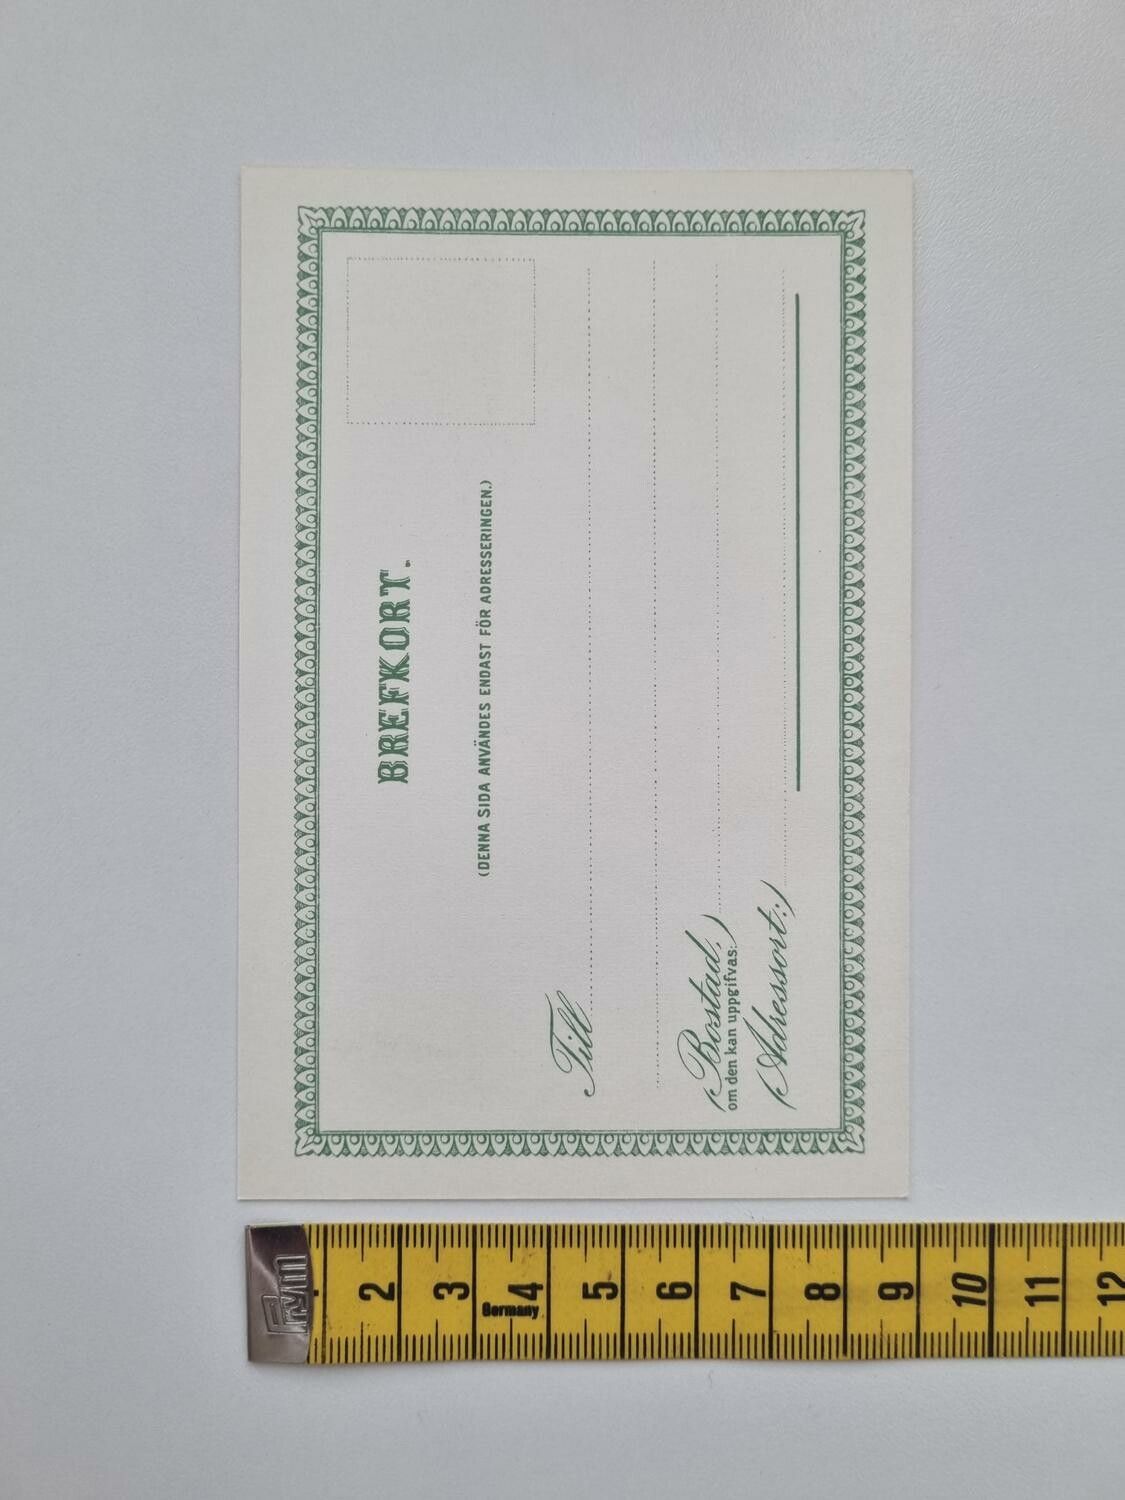 BREFKORT.
(DENNA SIDA ANVÄNDES ENDAST FÖR ADRESSERINGEN.)
Till
(Bostad,)
om den kan uppgifvas:
(Adressort:)
Prym
2 3 4 5 6 7 8 9 10 11 12
Germany